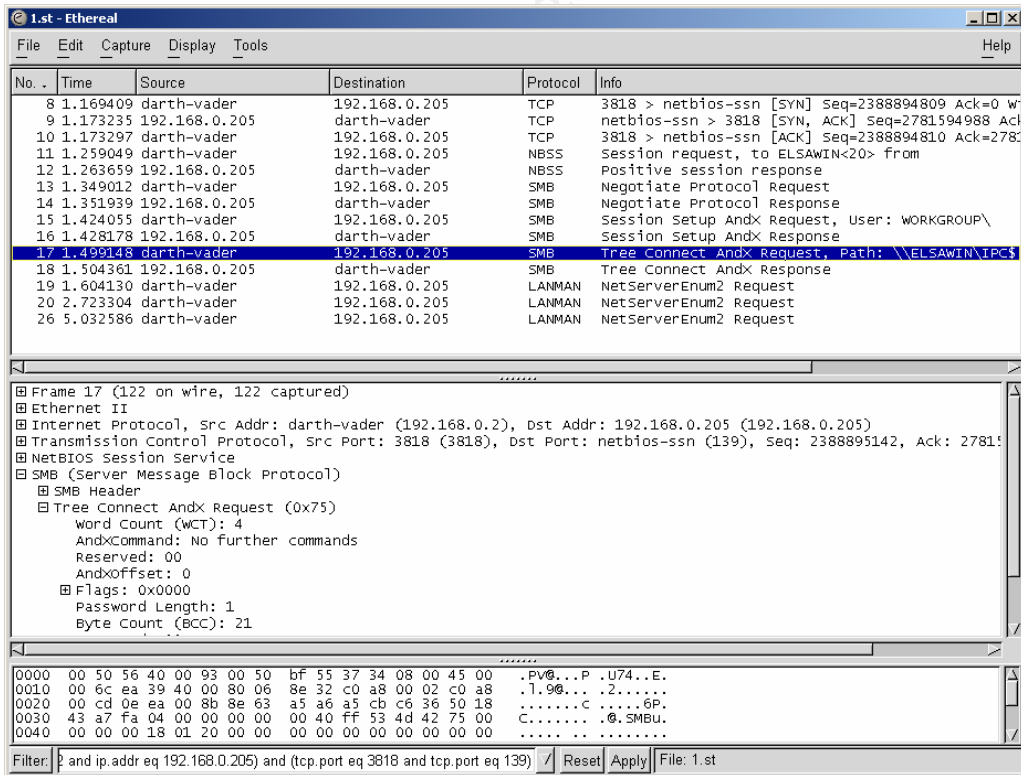 1.st - Ethereal
File Edit Capture Display Tools Help
No. . Time Source Destination Protocol Info
8 1.169409 darth-vader 192.168.0.205 TCP 3818 > netbios-ssn [SYN] Seq=2388894809 Ack=0
9 1.173235 192.168.0.205 darth-vader TCP netbios-ssn > 3818 [SYN, ACK] Seq=2781594988
10 1.173297 darth-vader 192.168.0.205 TCP 3818 > netbios-ssn [ACK] Seq=2388894810
11 1.259049 darth-vader 192.168.0.205 NBSS Session request, to ELSAWIN<20> from
12 1.263659 192.168.0.205 darth-vader NBSS Positive session response
13 1.349012 darth-vader 192.168.0.205 SMB Negotiate Protocol Request
14 1.351939 192.168.0.205 darth-vader SMB Negotiate Protocol Response
15 1.424055 darth-vader 192.168.0.205 SMB Session Setup AndX Request, User: WORKGROUP\
16 1.428178 192.168.0.205 darth-vader SMB Session Setup AndX Response
17 1.499148 darth-vader 192.168.0.205 SMB Tree Connect AndX Request, Path: \\ELSAWIN\IPC$
18 1.504361 192.168.0.205 darth-vader SMB Tree Connect AndX Response
19 1.604130 darth-vader 192.168.0.205 LANMAN NetServerEnum2 Request
20 2.723304 darth-vader 192.168.0.205 LANMAN NetServerEnum2 Request
26 5.032586 darth-vader 192.168.0.205 LANMAN NetServerEnum2 Request
Frame 17 (122 on wire, 122 captured)
Ethernet II
Internet Protocol, Src Addr: darth-vader (192.168.0.2), Dst Addr: 192.168.0.205 (192.168.0.205)
Transmission Control Protocol, Src Port: 3818 (3818), Dst Port: netbios-ssn (139), Seq: 2388895142, Ack: 27815
NetBIOS Session Service
SMB (Server Message Block Protocol)
SMB Header
Tree Connect AndX Request (0x75)
Word Count (WCT): 4
AndXCommand: No further commands
Reserved: 00
AndXOffset: 0
Flags: 0x0000
Password Length: 1
Byte Count (BCC): 21
0000 00 50 56 40 00 93 00 50 bf 55 37 34 08 00 45 00 .PV@...P .U74..E.
0010 00 6c ea 39 40 00 80 06 8e 32 c0 a8 00 02 c0 a8 .l.9@... .2......
0020 00 cd 0e ea 00 8b 8e 63 a5 a6 a5 cb c6 36 50 18 .......c .....6P.
0030 43 a7 fa 04 00 00 00 00 00 40 ff 53 4d 42 75 00 C....... .@.SMBu.
0040 00 00 00 18 01 20 00 00 00 00 00 00 00 00 00 00 ..... .. ........
Filter: 2 and ip.addr eq 192.168.0.205) and (tcp.port eq 3818 and tcp.port eq 139) Reset Apply File: 1.st